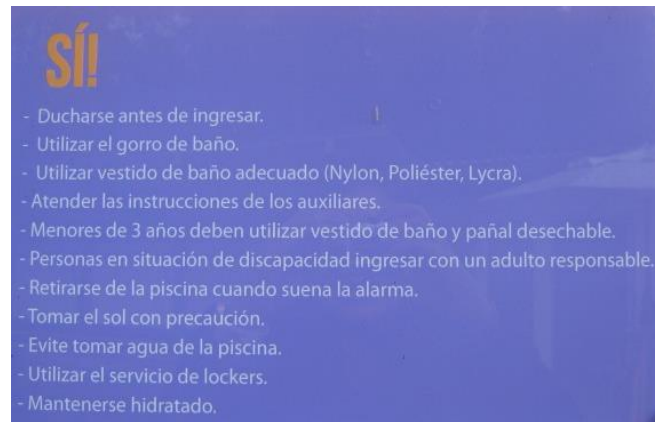 SÍ!
- Ducharse antes de ingresar.
- Utilizar el gorro de baño.
- Utilizar vestido de baño adecuado (Nylon, Poliéster, Lycra).
- Atender las instrucciones de los auxiliares.
- Menores de 3 años deben utilizar vestido de baño y pañal desechable.
- Personas en situación de discapacidad ingresar con un adulto responsable.
- Retirarse de la piscina cuando suena la alarma.
- Tomar el sol con precaución.
- Evite tomar agua de la piscina.
- Utilizar el servicio de lockers.
- Mantenerse hidratado.